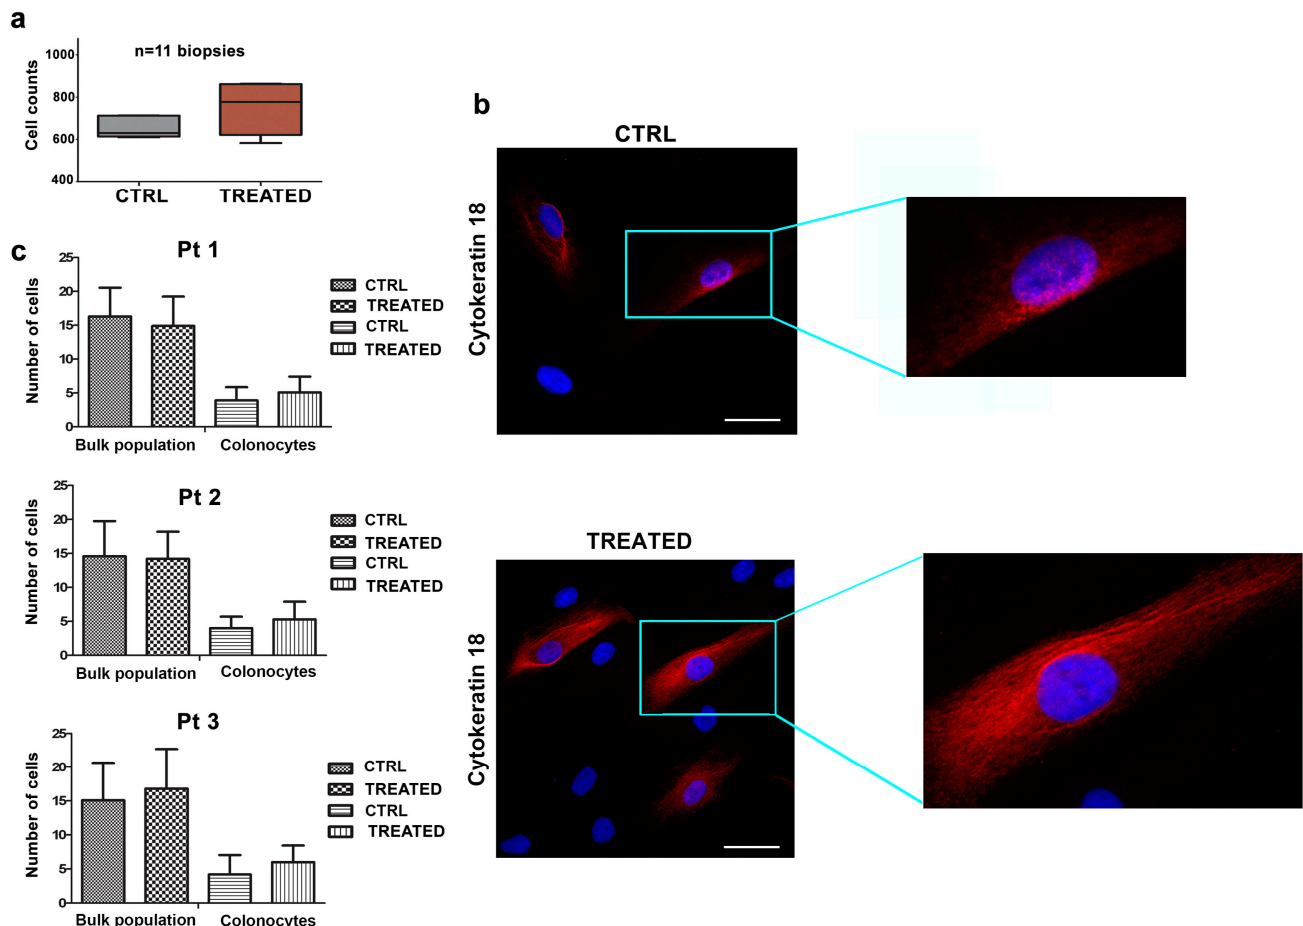 a
n=11 biopsies
Cell counts
1000
800
600
400
CTRL
TREATED
b
CTRL
Cytokeratin 18
TREATED
Cytokeratin 18
c
Pt 1
Number of cells
25
20
15
10
5
0
Bulk population
Colonocytes
CTRL
TREATED
CTRL
TREATED
Pt 2
Number of cells
25
20
15
10
5
0
Bulk population
Colonocytes
CTRL
TREATED
CTRL
TREATED
Pt 3
Number of cells
25
20
15
10
5
0
Bulk population
Colonocytes
CTRL
TREATED
CTRL
TREATED